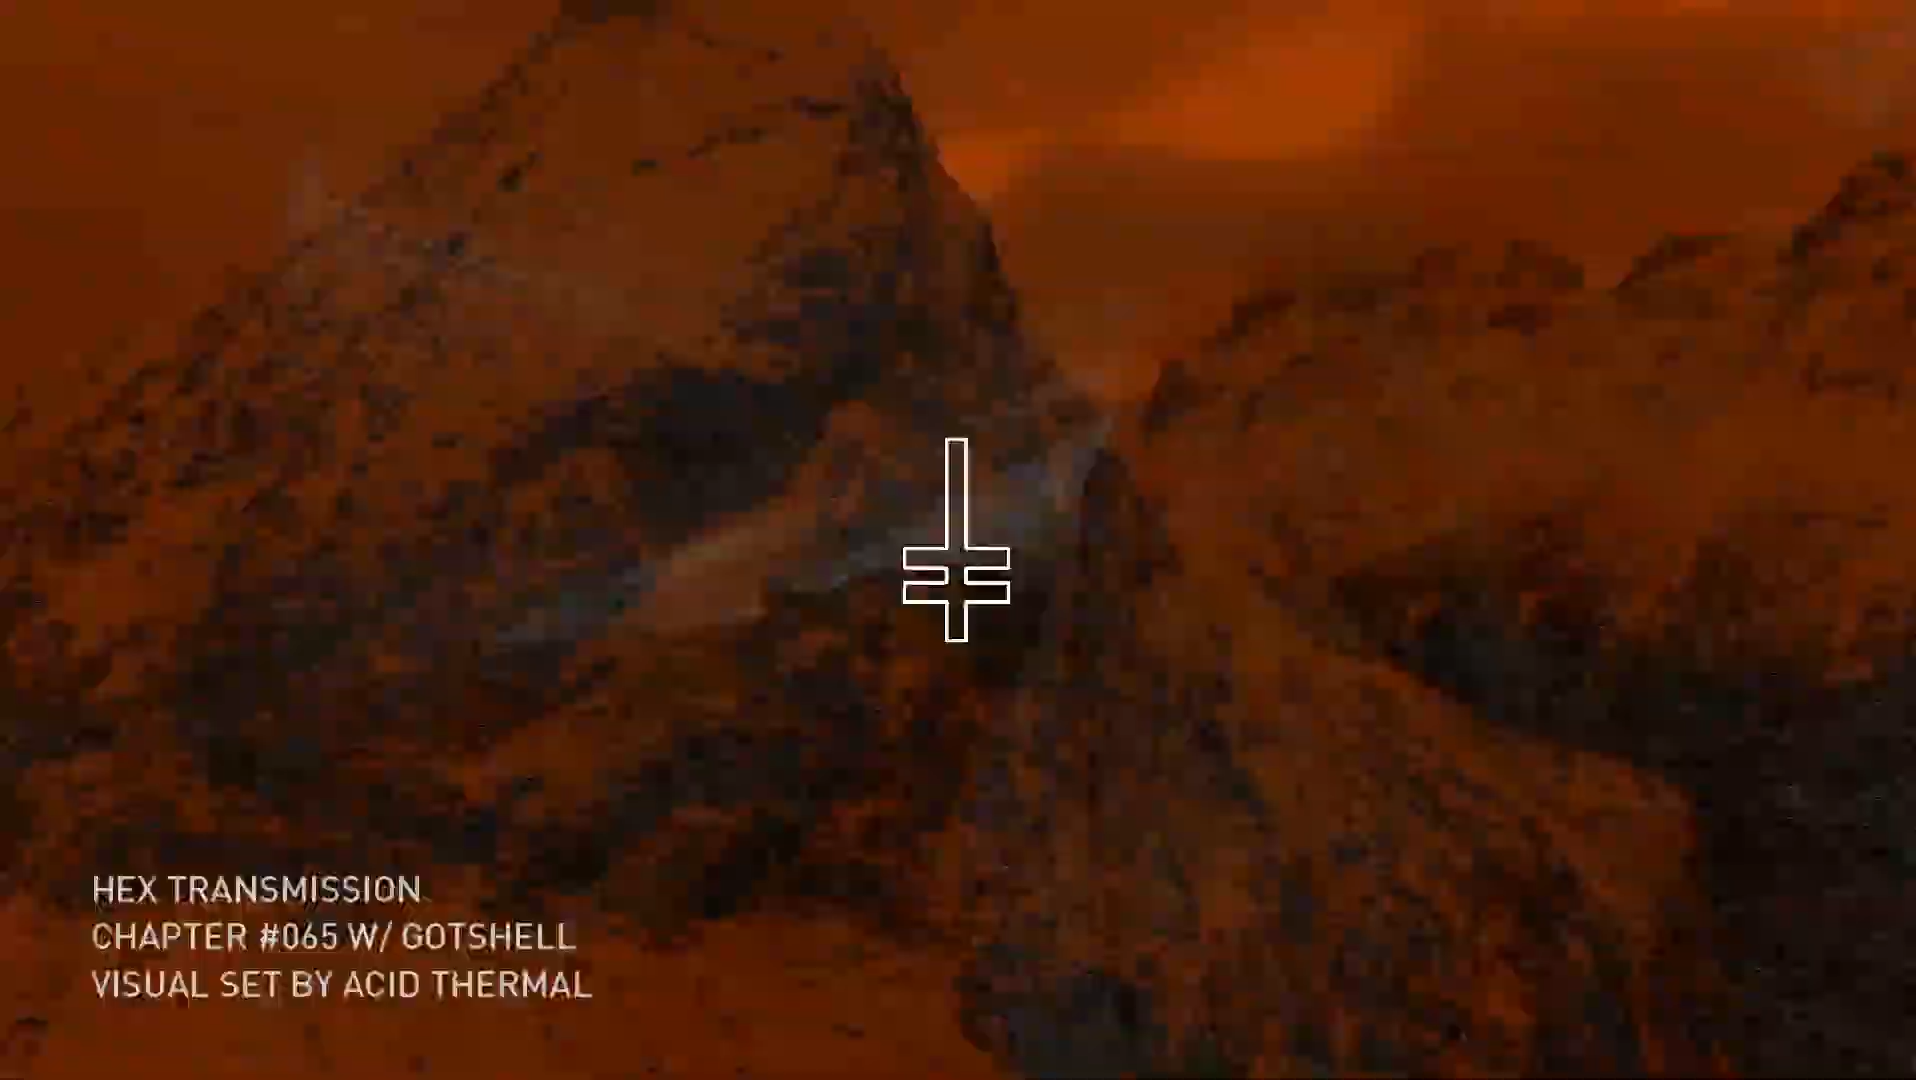 HEX TRANSMISSION
CHAPTER #065 W/ GOTSHELL
VISUAL SET BY ACID THERMAL